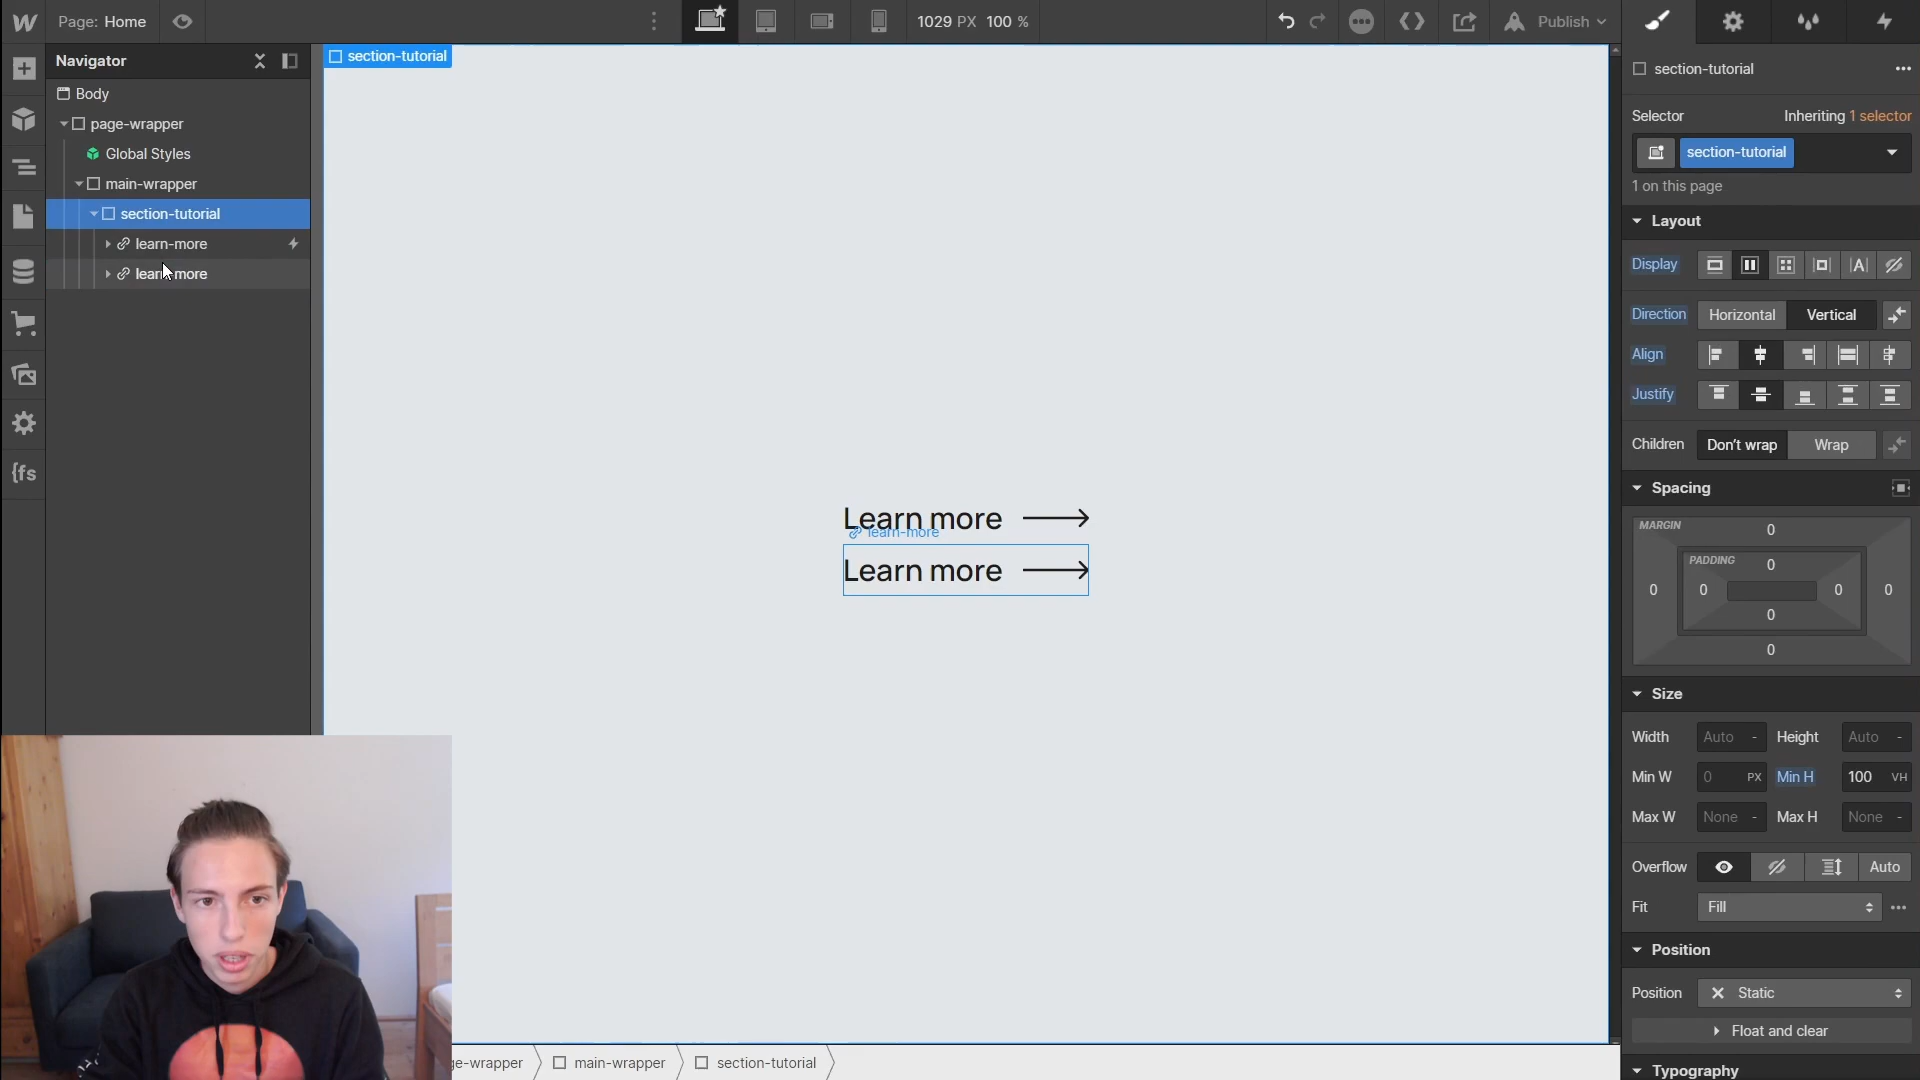 Page: Home
1029 PX 100 %
Publish
Navigator
Body
page-wrapper
Global Styles
main-wrapper
section-tutorial
learn-more
learn-more
{fs
section-tutorial
Learn more
learn-more
Learn more
ge-wrapper
main-wrapper
section-tutorial
section-tutorial
Selector Inheriting 1 selector
section-tutorial
1 on this page
Layout
Display
Direction Horizontal Vertical
Align
Justify
Children Don't wrap Wrap
Spacing
MARGIN 0
PADDING 0
0 0 0 0
0
0
Size
Width Auto - Height Auto -
Min W 0 PX Min H 100 VH
Max W None - Max H None -
Overflow Auto
Fit Fill
Position
Position Static
Float and clear
Typography